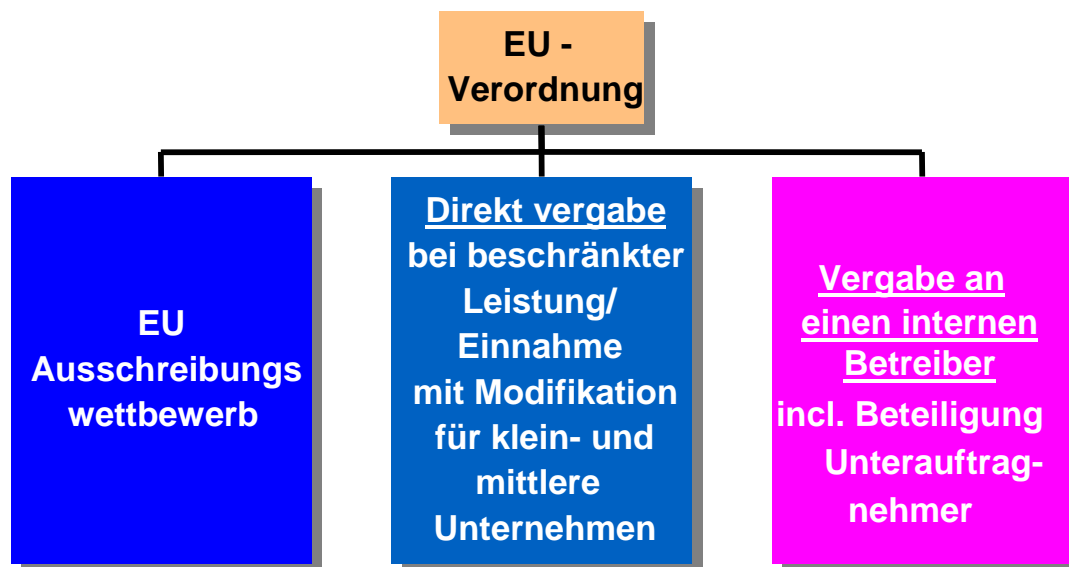 EU -
Verordnung
EU
Ausschreibungs
wettbewerb
Direkt vergabe
bei beschränkter
Leistung/
Einnahme
mit Modifikation
für klein- und
mittlere
Unternehmen
Vergabe an
einen internen
Betreiber
incl. Beteiligung
Unterauftrag-
nehmer